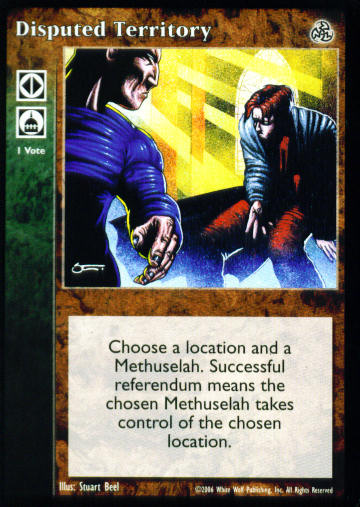 Disputed Territory
1 Vote
Choose a location and a
Methuselah. Successful
referendum means the
chosen Methuselah takes
control of the chosen
location.
Illus: Stuart Beel
©2006 White Wolf Publishing, Inc. All Rights Reserved